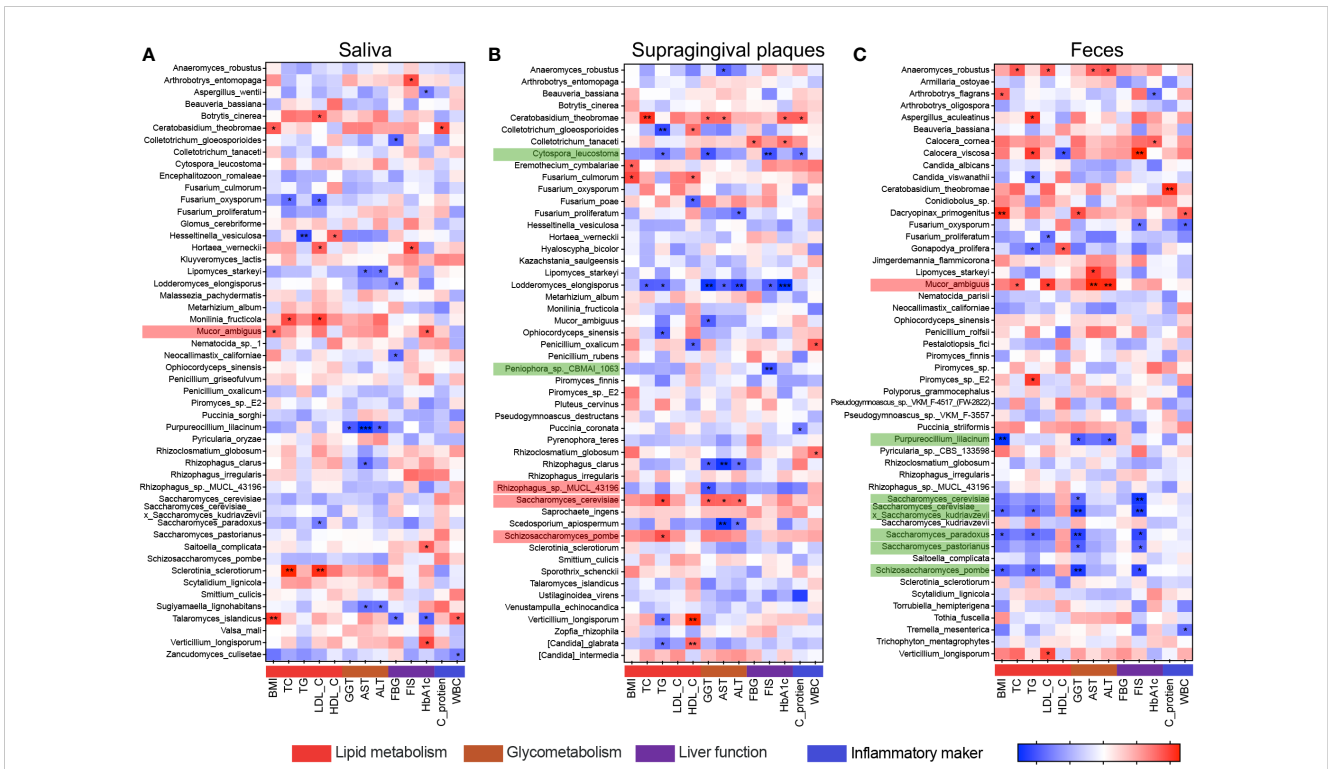 A
Saliva
Anaeromyces_robustus
Arthrobotrys_entomopaga
Aspergillus_wentii
Beauveria_bassiana
Botrytis_cinerea
Ceratobasidium_theobromae
Colletotrichum_gloeosporioides
Colletotrichum_tanaceti
Cytospora_leucostoma
Encephalitozoon_romaleae
Fusarium_culmorum
Fusarium_oxysporum
Fusarium_proliferatum
Glomus_cerebriforme
Hesseltinella_vesiculosa
Hortaea_werneckii
Kluyveromyces_lactis
Lipomyces_starkeyi
Lodderomyces_elongisporus
Malassezia_pachydermatis
Metarhizium_album
Monilinia_fructicola
Mucor_ambiguus
Nematocida_sp._1
Neocallimastix_californiae
Ophiocordyceps_sinensis
Penicillium_griseofulvum
Penicillium_oxalicum
Piromyces_sp._E2
Puccinia_sorghi
Purpureocillium_lilacinum
Pyricularia_oryzae
Rhizoclosmatium_globosum
Rhizophagus_clarus
Rhizophagus_irregularis
Rhizophagus_sp._MUCL_43196
Saccharomyces_cerevisiae
Saccharomyces_cerevisiae_
x_Saccharomyces_kudriavzevii
Saccharomyces_paradoxus
Saccharomyces_pastorianus
Saitoella_complicata
Schizosaccharomyces_pombe
Sclerotinia_sclerotiorum
Scytalidium_lignicola
Smittium_culicis
Sugiyamaella_lignohabitans
Talaromyces_islandicus
Valsa_mali
Verticillium_longisporum
Zancudomyces_culisetae
BMI
TC
TG
LDL_C
HDL_C
GGT
AST
ALT
FBG
FIS
HbA1c
C_protien
WBC
B
Supragingival plaques
Anaeromyces_robustus
Arthrobotrys_entomopaga
Beauveria_bassiana
Botrytis_cinerea
Ceratobasidium_theobromae
Colletotrichum_gloeosporioides
Colletotrichum_tanaceti
Cytospora_leucostoma
Eremothecium_cymbalariae
Fusarium_culmorum
Fusarium_oxysporum
Fusarium_poae
Fusarium_proliferatum
Hesseltinella_vesiculosa
Hortaea_werneckii
Hyaloscypha_bicolor
Kazachstania_saulgeensis
Lipomyces_starkeyi
Lodderomyces_elongisporus
Metarhizium_album
Monilinia_fructicola
Mucor_ambiguus
Ophiocordyceps_sinensis
Penicillium_oxalicum
Penicillium_rubens
Peniophora_sp._CBMAI_1063
Piromyces_finnis
Piromyces_sp._E2
Pluteus_cervinus
Pseudogymnoascus_destructans
Puccinia_coronata
Pyrenophora_teres
Rhizoclosmatium_globosum
Rhizophagus_clarus
Rhizophagus_irregularis
Rhizophagus_sp._MUCL_43196
Saccharomyces_cerevisiae
Saprochaete_ingens
Scedosporium_apiospermum
Schizosaccharomyces_pombe
Sclerotinia_sclerotiorum
Smittium_culicis
Sporothrix_schenckii
Talaromyces_islandicus
Ustilaginoidea_virens
Venustampulla_echinocandica
Verticillium_longisporum
Zopfia_rhizophila
[Candida]_glabrata
[Candida]_intermedia
BMI
TC
TG
LDL_C
HDL_C
GGT
AST
ALT
FBG
FIS
HbA1c
C_protien
WBC
C
Feces
Anaeromyces_robustus
Armillaria_ostoyae
Arthrobotrys_flagrans
Arthrobotrys_oligospora
Aspergillus_aculeatinus
Beauveria_bassiana
Calocera_cornea
Calocera_viscosa
Candida_albicans
Candida_viswanathii
Ceratobasidium_theobromae
Conidiobolus_sp.
Dacryopinax_primogenitus
Fusarium_oxysporum
Fusarium_proliferatum
Gonapodya_prolifera
Jimgerdemannia_flammicorona
Lipomyces_starkeyi
Mucor_ambiguus
Nematocida_parisii
Neocallimastix_californiae
Ophiocordyceps_sinensis
Penicillium_rolfsii
Pestalotiopsis_fici
Piromyces_finnis
Piromyces_sp.
Piromyces_sp._E2
Polyporus_grammocephalus
Pseudogymnoascus_sp._VKM_F-4517_(FW-2822)
Pseudogymnoascus_sp._VKM_F-3557
Puccinia_striiformis
Purpureocillium_lilacinum
Pyricularia_sp._CBS_133598
Rhizoclosmatium_globosum
Rhizophagus_irregularis
Rhizophagus_sp._MUCL_43196
Saccharomyces_cerevisiae
Saccharomyces_cerevisiae_
x_Saccharomyces_kudriavzevii
Saccharomyces_kudriavzevii
Saccharomyces_paradoxus
Saccharomyces_pastorianus
Saitoella_complicata
Schizosaccharomyces_pombe
Sclerotinia_sclerotiorum
Scytalidium_lignicola
Torrubiella_hemipterigena
Tothia_fuscella
Tremella_mesenterica
Trichophyton_mentagrophytes
Verticillium_longisporum
BMI
TC
TG
LDL_C
HDL_C
GGT
AST
ALT
FBG
FIS
HbA1c
C_protien
WBC
Lipid metabolism
Glycometabolism
Liver function
Inflammatory maker